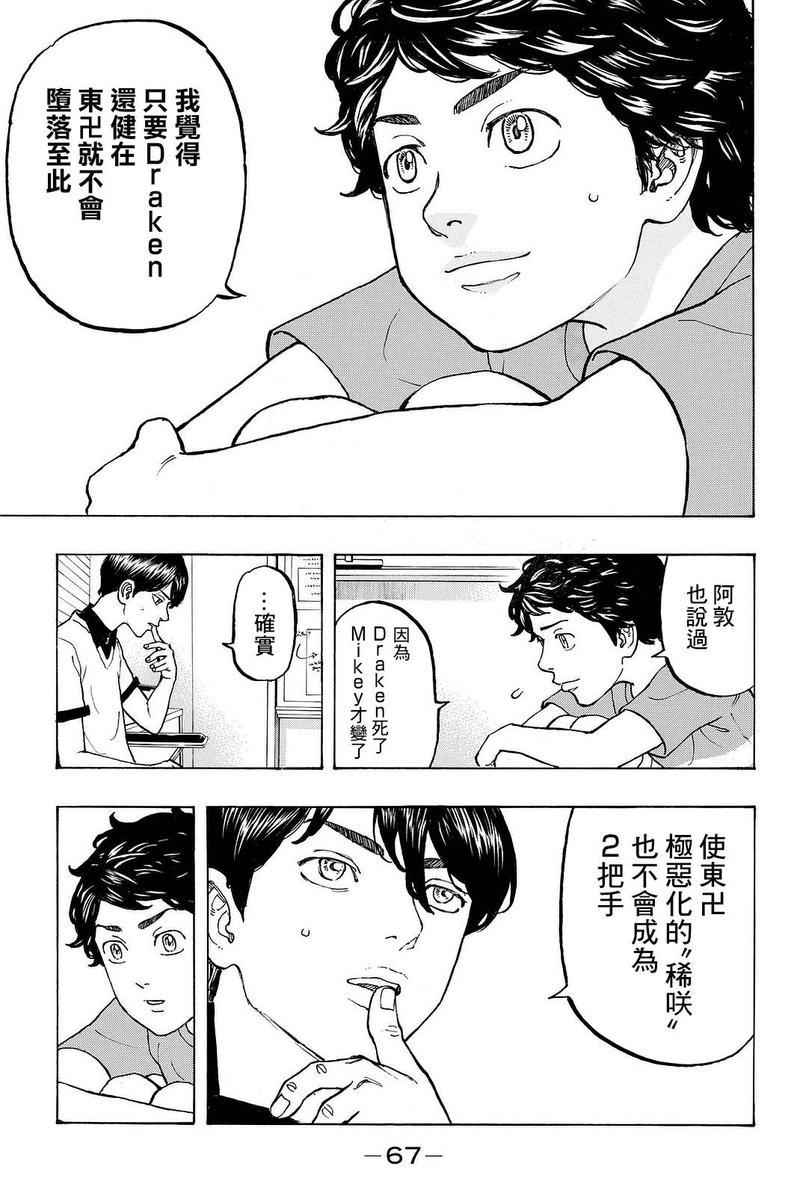 我覺得
只要Draken
還健在
東卍就不會
墮落至此
阿敦
也說過
因為
Draken死了
Mikey才變了
…確實
使東卍
極惡化的〝稀咲〞
也不會成為
2把手
—67—